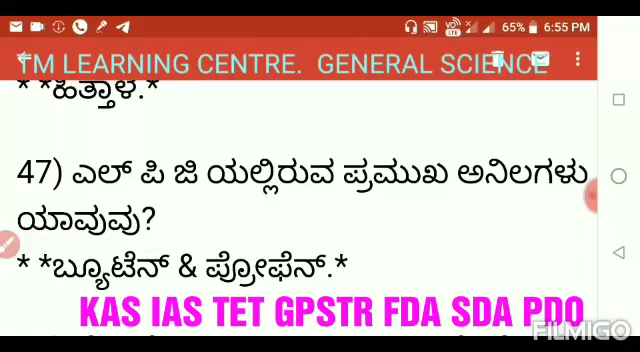 65% 6:55 PM
TM LEARNING CENTRE. GENERAL SCIENCE
* *ಹಿತ್ತಾಳೆ.*
47) ಎಲ್ ಪಿ ಜಿ ಯಲ್ಲಿರುವ ಪ್ರಮುಖ ಅನಿಲಗಳು
ಯಾವುವು?
* *ಬ್ಯೂಟೆನ್ & ಪ್ರೋಫೆನ್.*
KAS IAS TET GPSTR FDA SDA PDO
FILMIGO